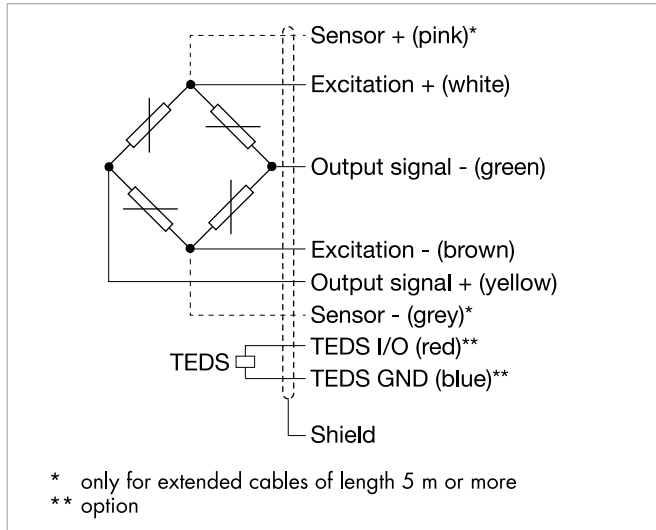 Sensor + (pink)*
Excitation + (white)
Output signal - (green)
Excitation - (brown)
Output signal + (yellow)
Sensor - (grey)*
TEDS I/O (red)**
TEDS
TEDS GND (blue)**
Shield
* only for extended cables of length 5 m or more
** option